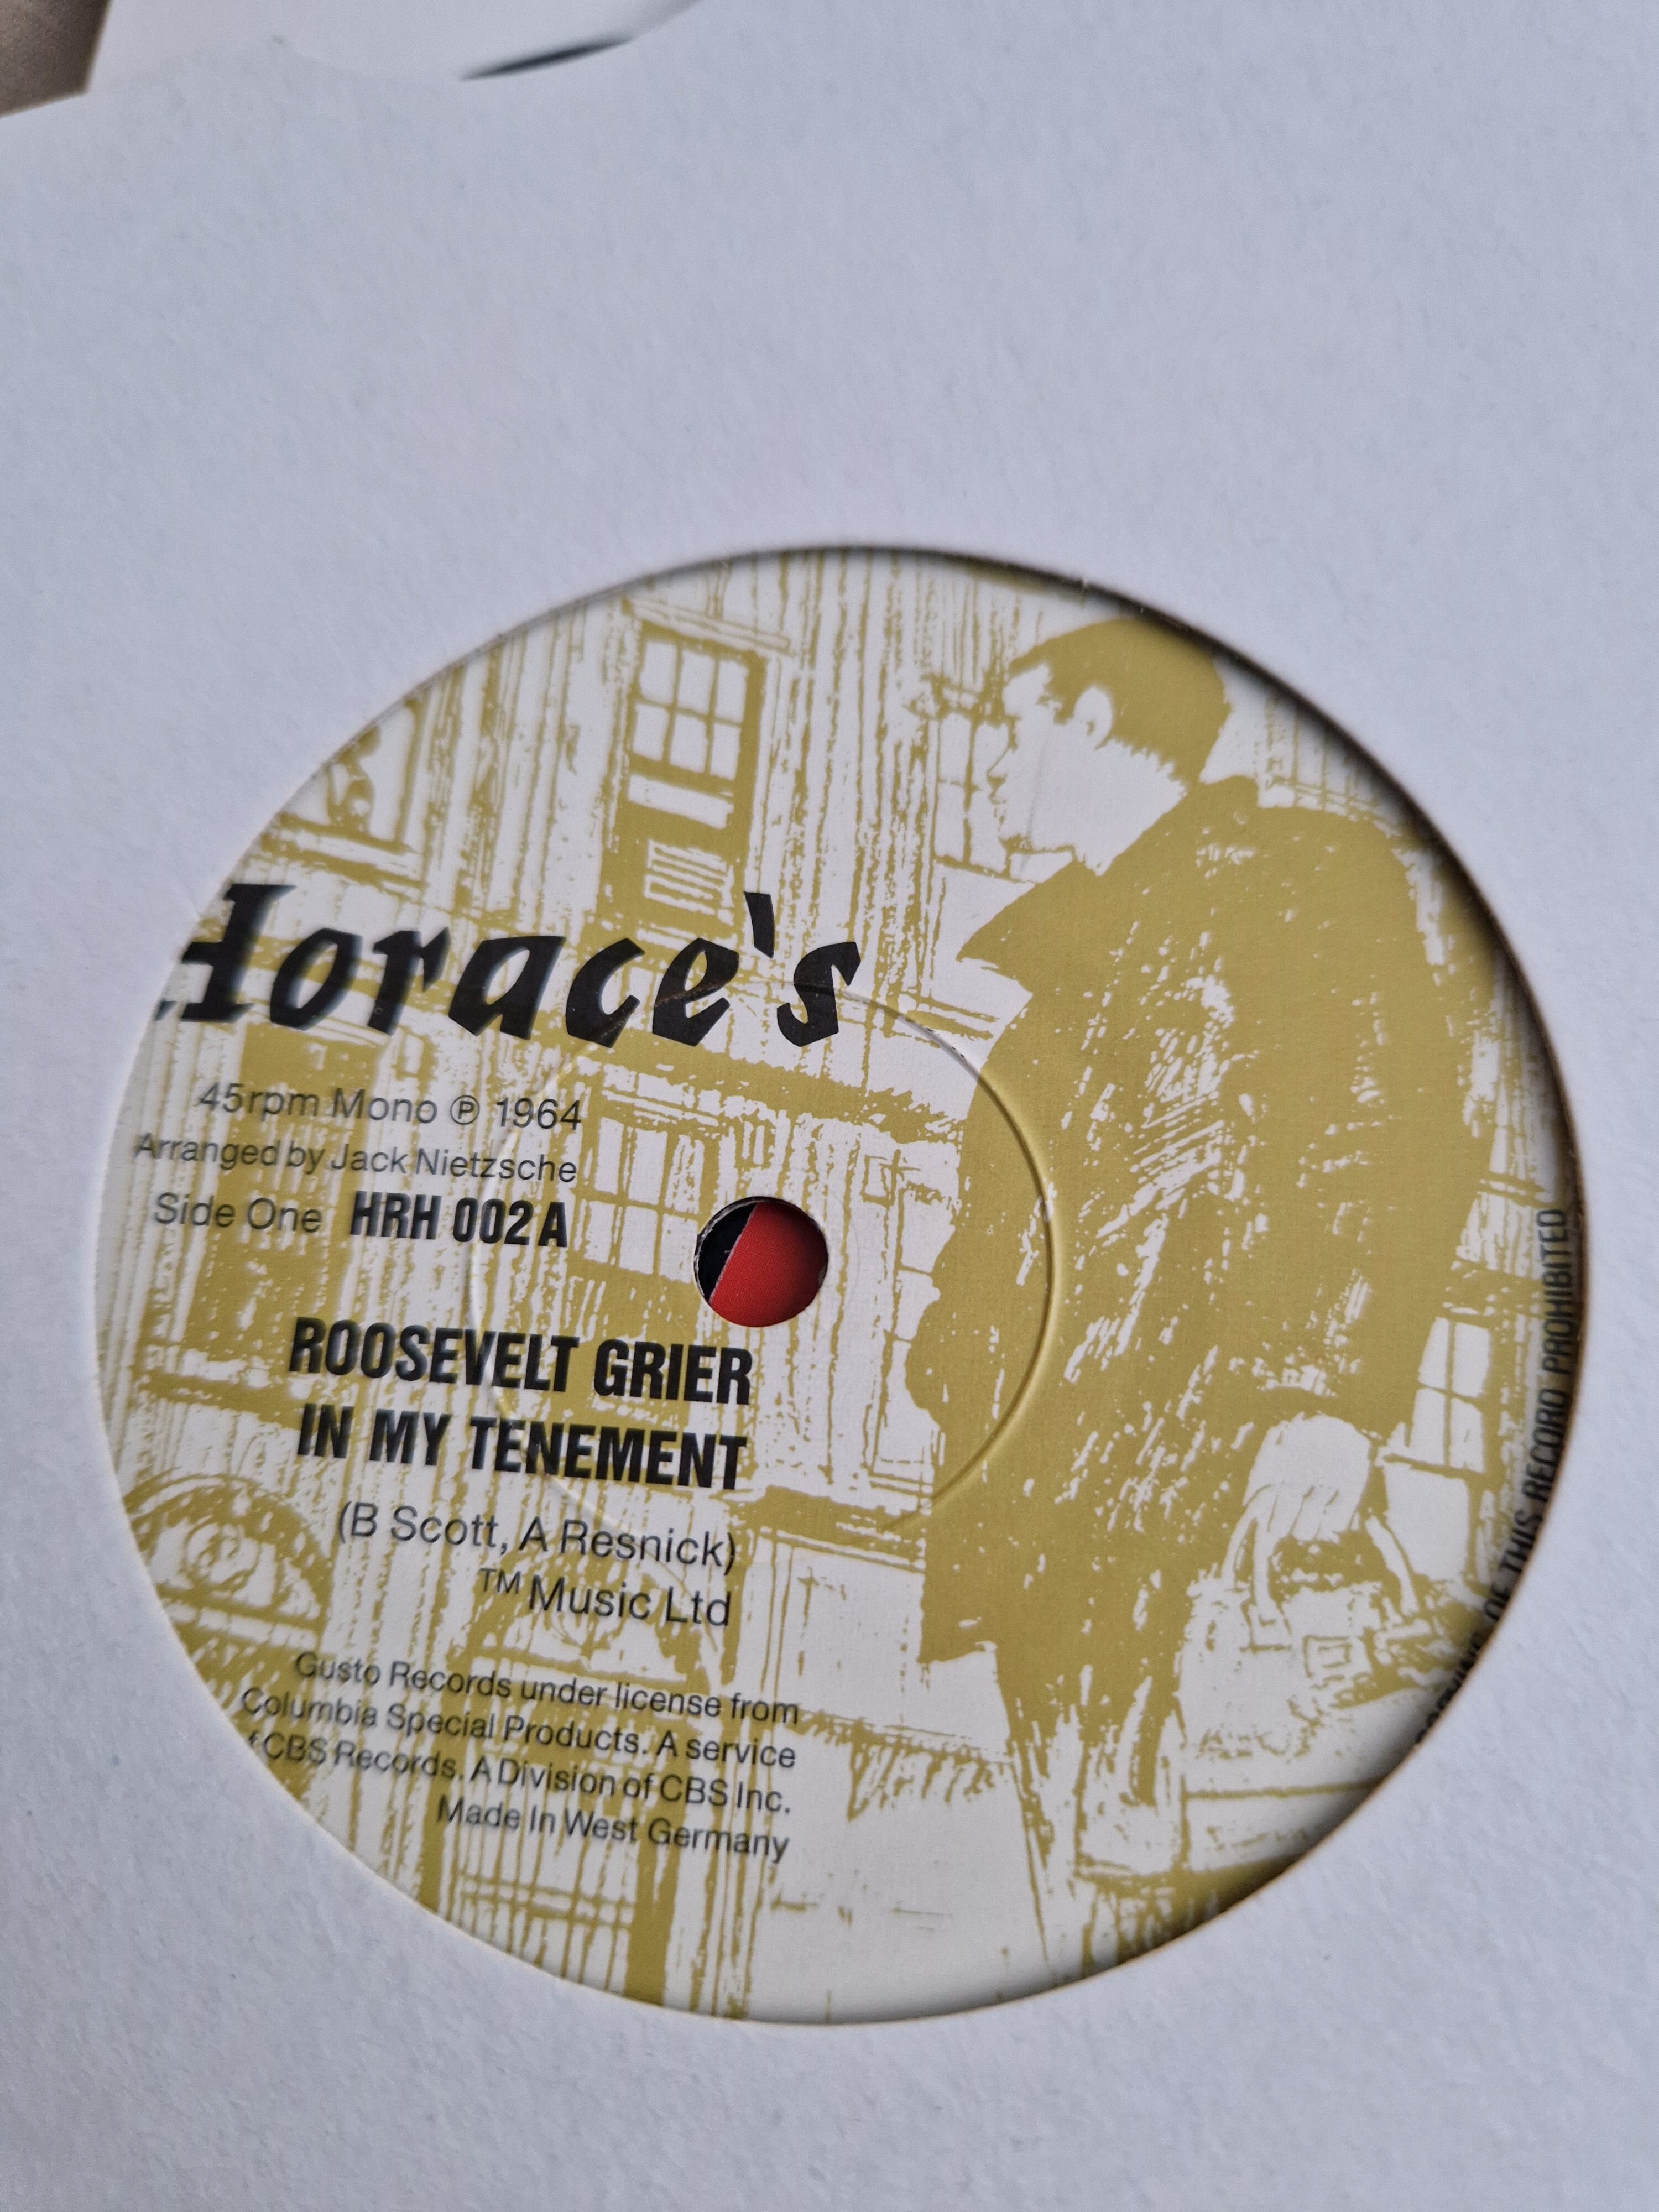 Horace's
45rpm Mono ℗ 1964
Arranged by Jack Nietzsche
Side One HRH 002 A
ROOSEVELT GRIER
IN MY TENEMENT
(B Scott, A Resnick)
™ Music Ltd
Gusto Records under license from
Columbia Special Products. A service
f CBS Records. A Division of CBS Inc.
Made In West Germany
OF THIS RECORD PROHIBITED